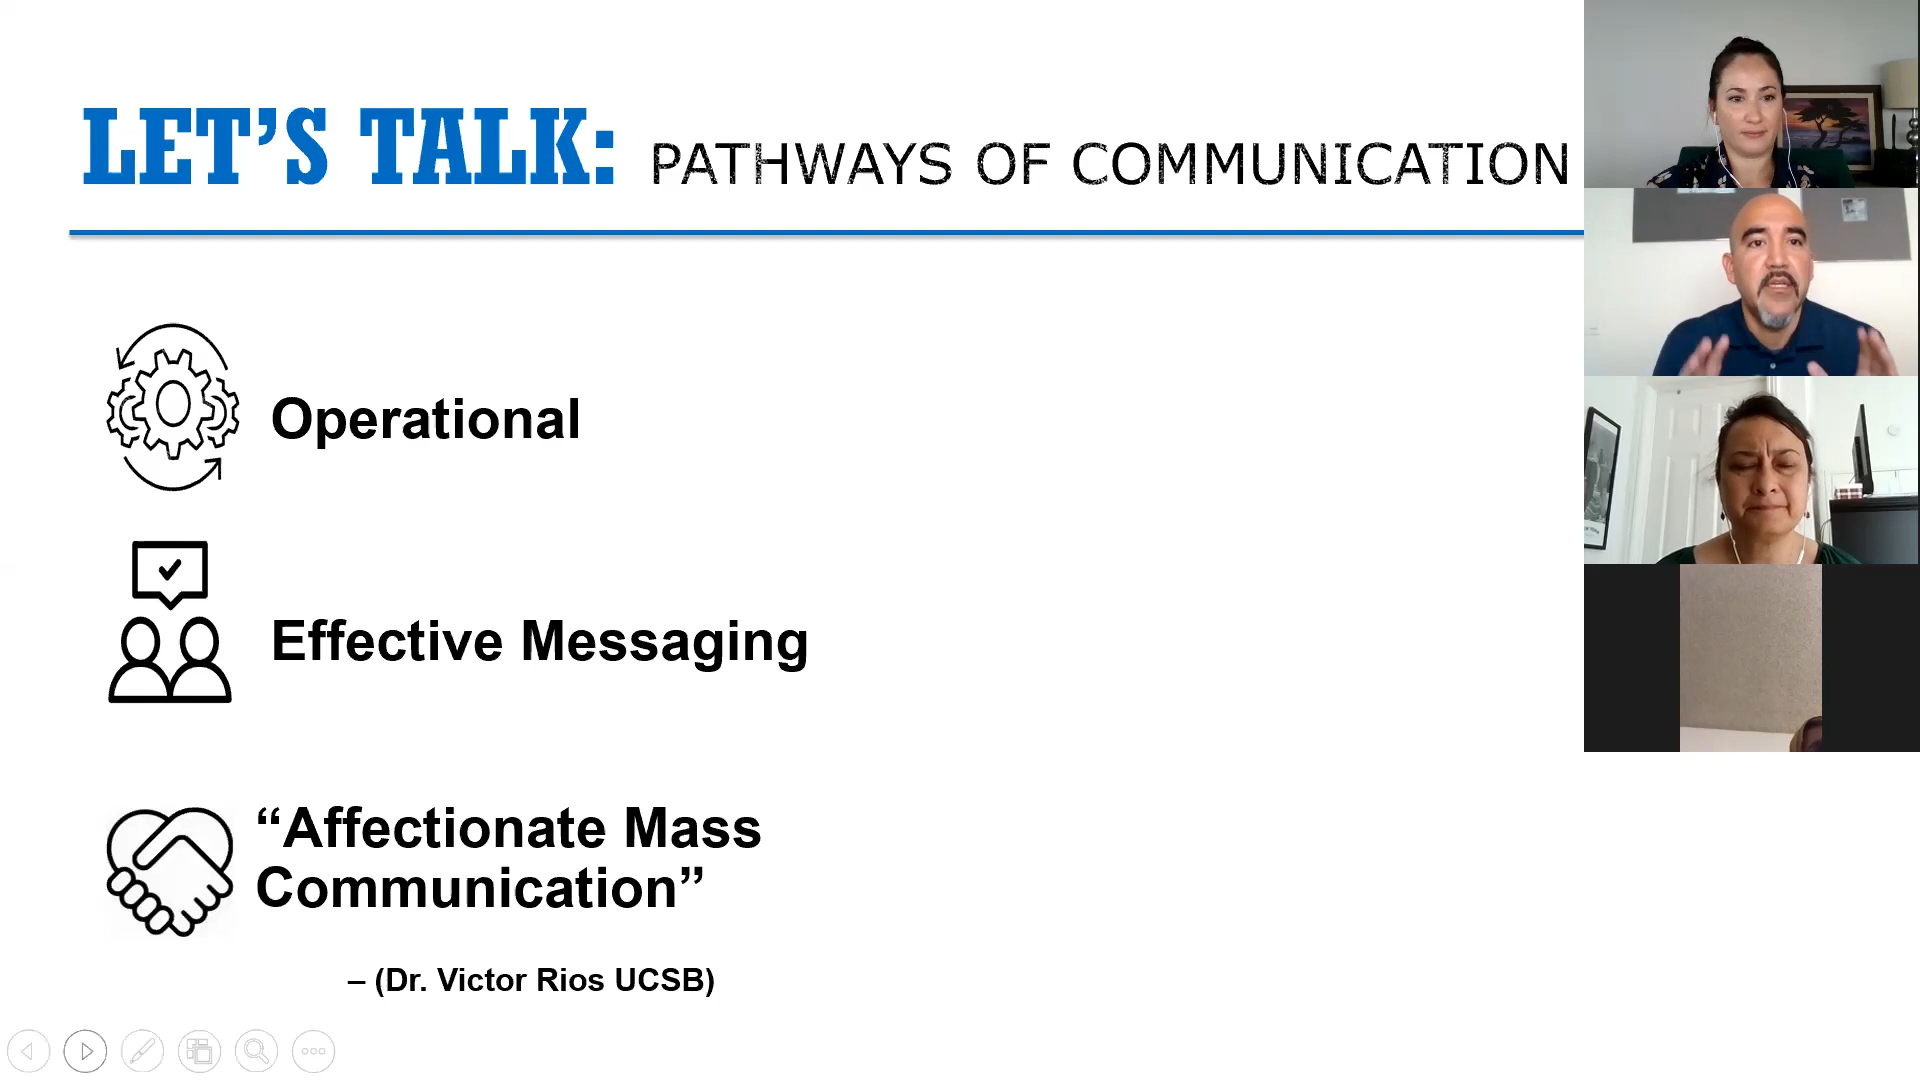 LET’S TALK: PATHWAYS OF COMMUNICATION
Operational
Effective Messaging
“Affectionate Mass
Communication”
– (Dr. Victor Rios UCSB)